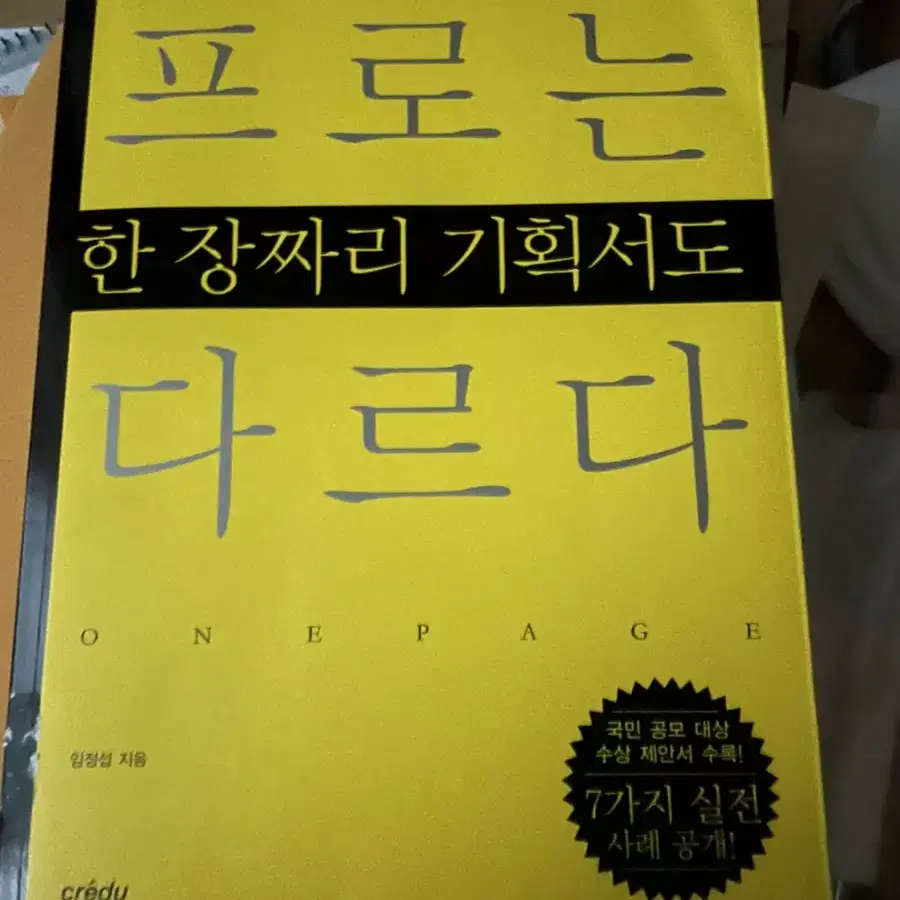 프로는
한 장짜리 기획서도
다르다
ONEPAGE
임정섭 지음
국민 공모 대상
수상 제안서 수록!
7가지 실전
사례 공개!
crédu